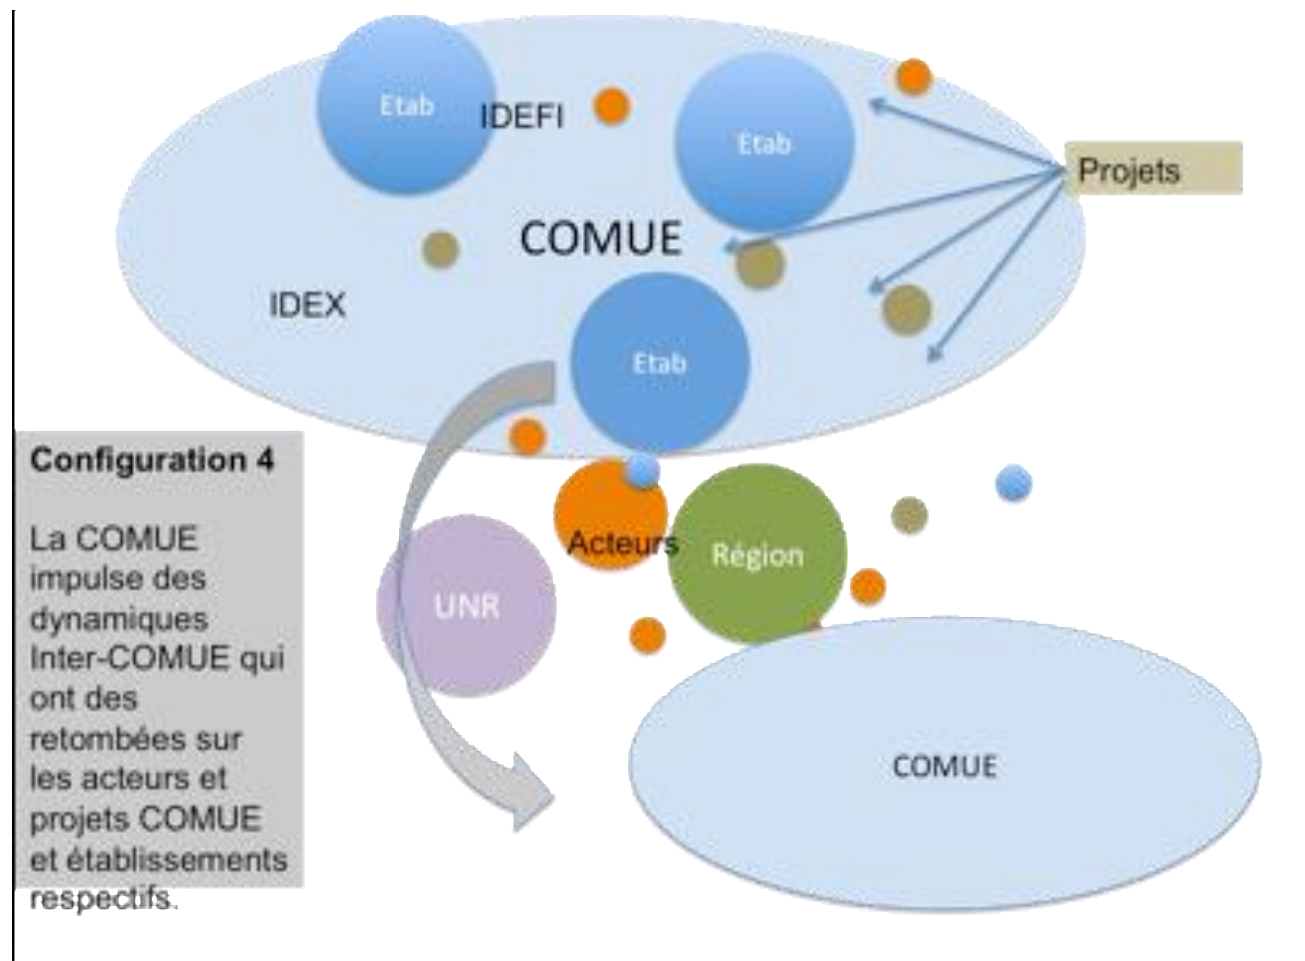 Etab
IDEFI
Etab
Projets
COMUE
IDEX
Etab
Configuration 4
La COMUE
impulse des
dynamiques
Inter-COMUE qui
ont des
retombées sur
les acteurs et
projets COMUE
et établissements
respectifs.
Acteurs
Région
UNR
COMUE